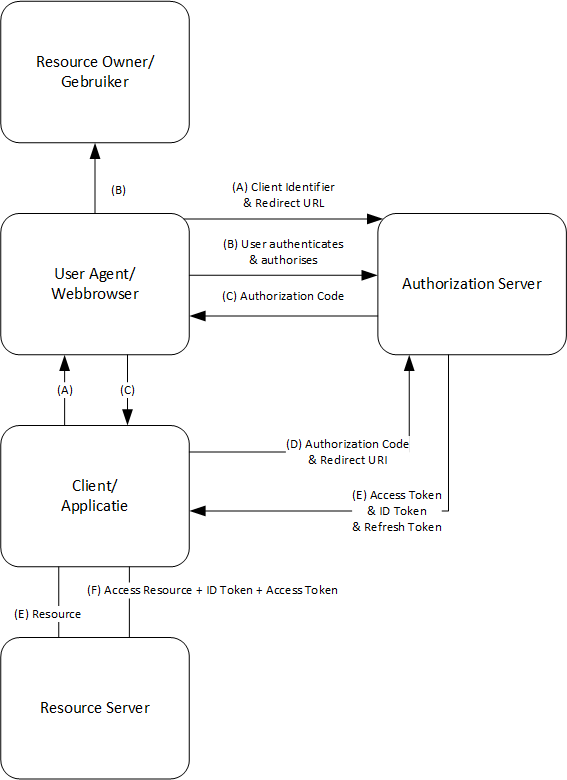 Resource Owner/
Gebruiker
(B)
(A) Client Identifier
& Redirect URL
User Agent/
Webbrowser
(B) User authenticates
& authorises
(C) Authorization Code
Authorization Server
(A)
(C)
(D) Authorization Code
& Redirect URI
Client/
Applicatie
(E) Access Token
& ID Token
& Refresh Token
(F) Access Resource + ID Token + Access Token
(E) Resource
Resource Server